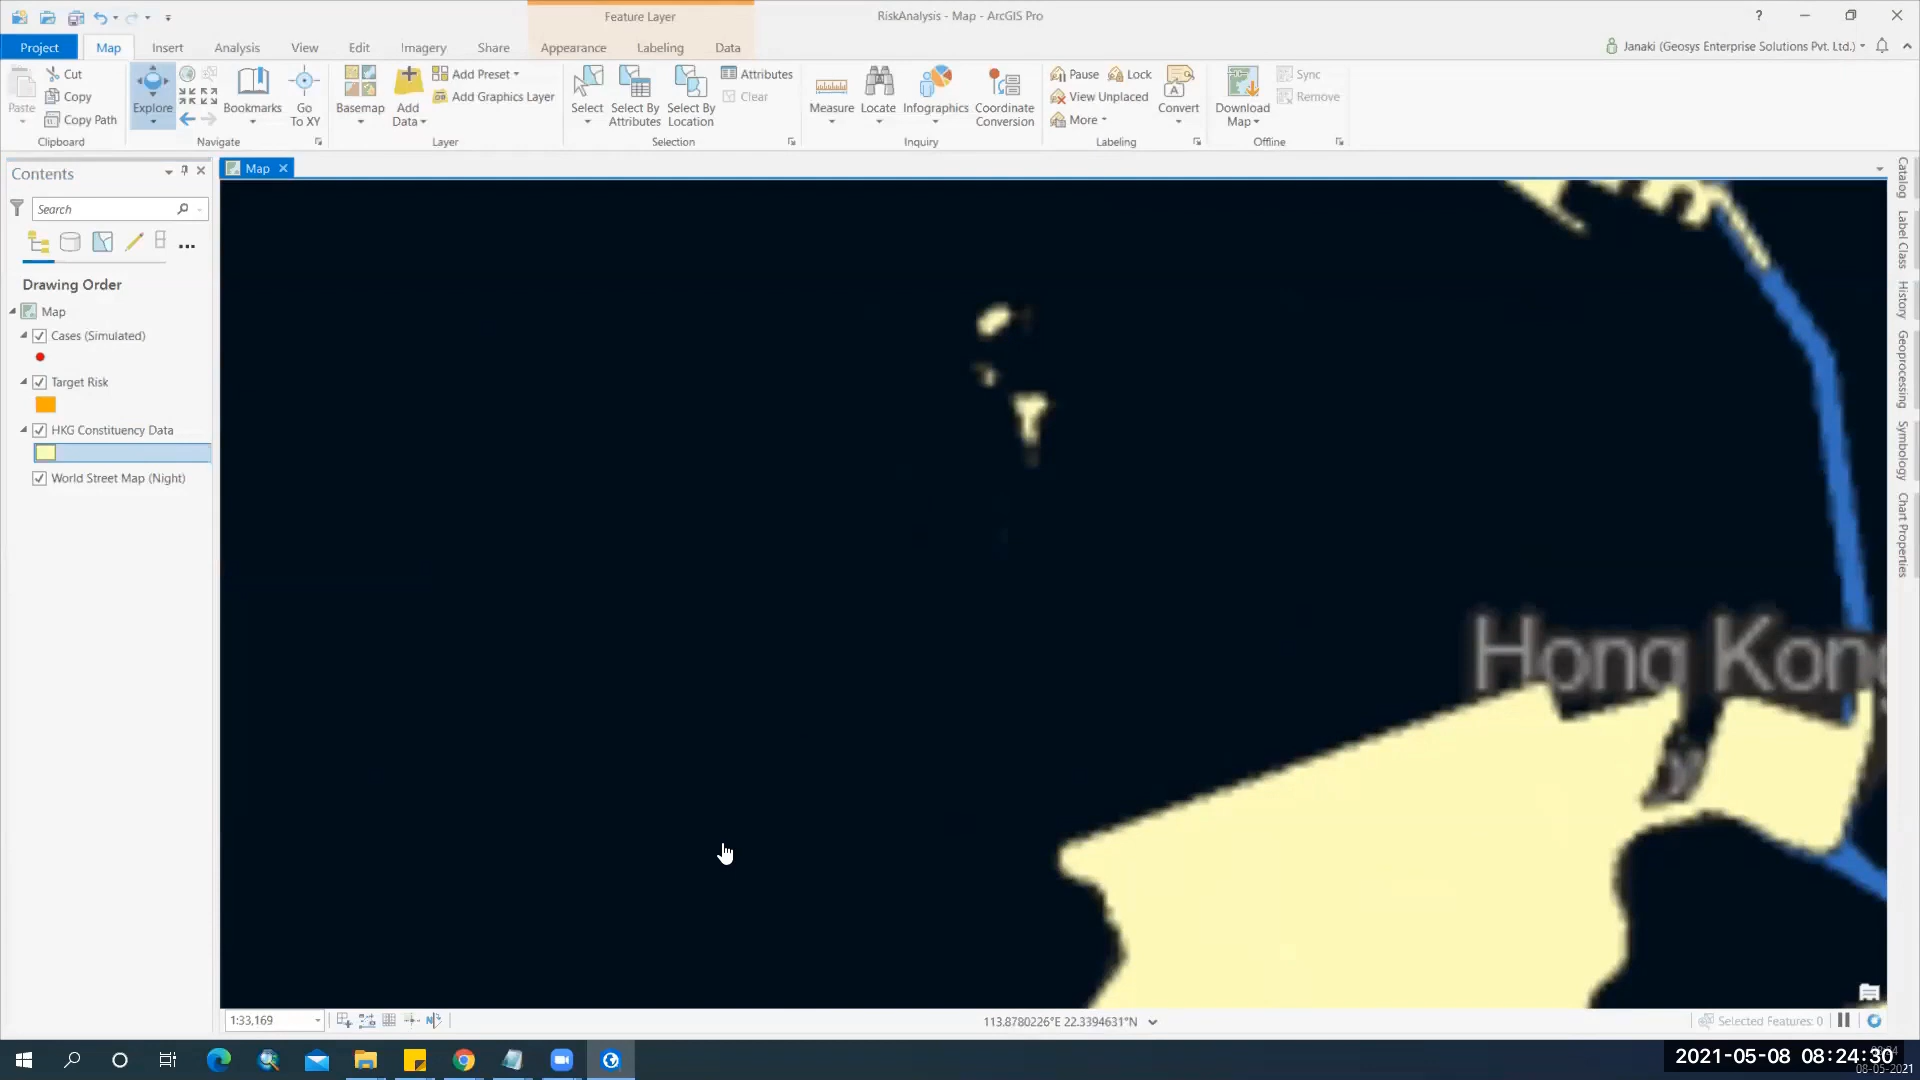 Feature Layer
RiskAnalysis - Map - ArcGIS Pro
?
Project
Map
Insert
Analysis
View
Edit
Imagery
Share
Appearance
Labeling
Data
Janaki (Geosys Enterprise Solutions Pvt. Ltd.)
Paste
Cut
Copy
Copy Path
Clipboard
Explore
Bookmarks
Go To XY
Navigate
Basemap
Add Data
Add Preset
Add Graphics Layer
Layer
Select
Select By Attributes
Select By Location
Attributes
Clear
Selection
Measure
Locate
Infographics
Coordinate Conversion
Inquiry
Pause
Lock
View Unplaced
More
Convert
Labeling
Download Map
Sync
Remove
Offline
Contents
Search
Drawing Order
Map
Cases (Simulated)
Target Risk
HKG Constituency Data
World Street Map (Night)
Map
Hong Kong
Catalog
Label Class
History
Geoprocessing
Symbology
Chart Properties
1:33,169
113.8780226°E 22.3394631°N
Selected Features: 0
2021-05-08 08:24:30
08-05-2021